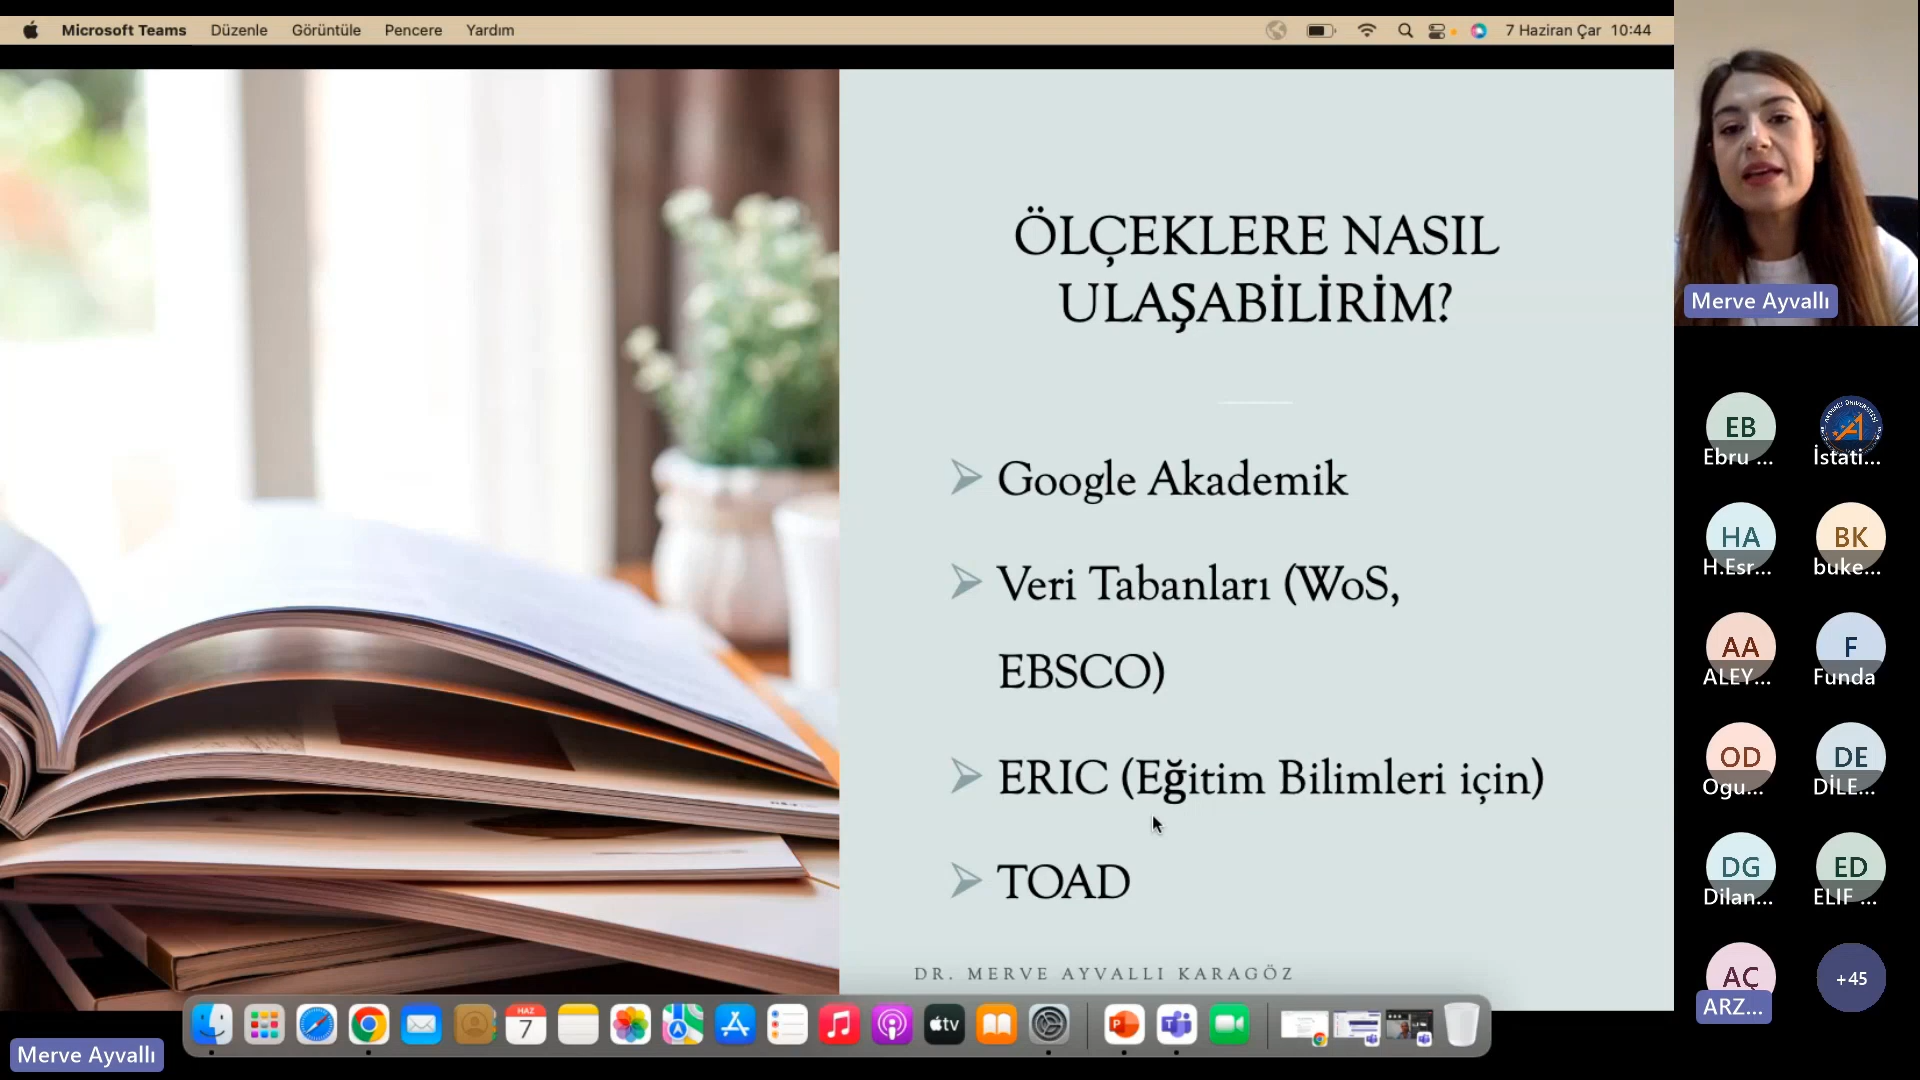 Microsoft Teams Düzenle Görüntüle Pencere Yardım 7 Haziran Çar 10:44
ÖLÇEKLERE NASIL
ULAŞABİLİRİM?
Google Akademik
Veri Tabanları (WoS,
EBSCO)
ERIC (Eğitim Bilimleri için)
TOAD
DR. MERVE AYVALLI KARAGÖZ
Merve Ayvallı
EB
Ebru ...
İstati...
HA
H.Esr...
BK
buke...
AA
ALEY...
F
Funda
OD
Ogu...
DE
DİLE...
DG
Dilan...
ED
ELIF ...
AÇ
ARZ...
+45
HAZ
7
tv
Merve Ayvallı